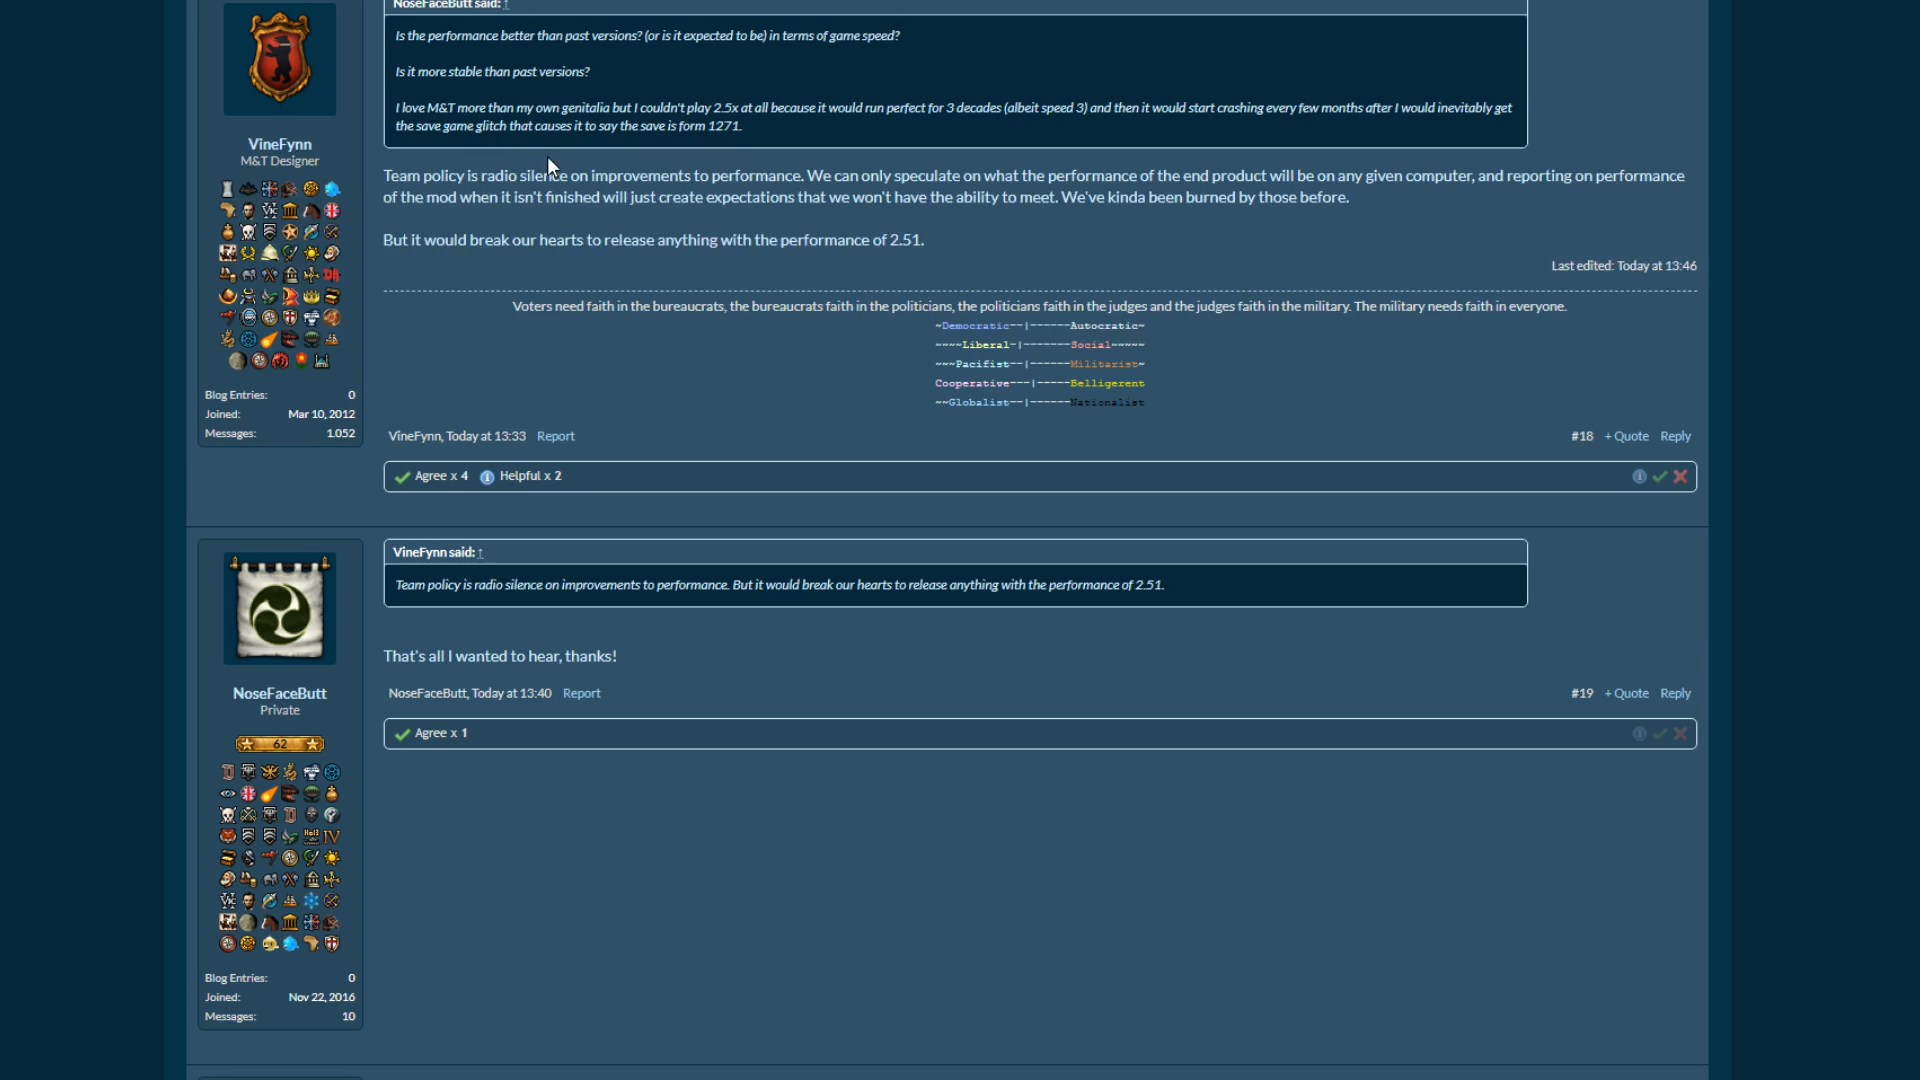 NoseFaceButt said: ↑
Is the performance better than past versions? (or is it expected to be) in terms of game speed?
Is it more stable than past versions?
I love M&T more than my own genitalia but I couldn't play 2.5x at all because it would run perfect for 3 decades (albeit speed 3) and then it would start crashing every few months after I would inevitably get
the save game glitch that causes it to say the save is form 1271.
VineFynn
M&T Designer
Blog Entries: 0
Joined: Mar 10, 2012
Messages: 1.052
Team policy is radio silence on improvements to performance. We can only speculate on what the performance of the end product will be on any given computer, and reporting on performance
of the mod when it isn't finished will just create expectations that we won't have the ability to meet. We've kinda been burned by those before.
But it would break our hearts to release anything with the performance of 2.51.
Last edited: Today at 13:46
Voters need faith in the bureaucrats, the bureaucrats faith in the politicians, the politicians faith in the judges and the judges faith in the military. The military needs faith in everyone.
~Democratic--|------Autocratic~
~~~~Liberal-|-------Social~~~~~
~~~Pacifist--|------Militarist~
Cooperative---|-----Belligerent
~~Globalist--|------Nationalist
VineFynn, Today at 13:33 Report #18 + Quote Reply
Agree x 4 Helpful x 2
NoseFaceButt
Private
62
Blog Entries: 0
Joined: Nov 22, 2016
Messages: 10
VineFynn said: ↑
Team policy is radio silence on improvements to performance. But it would break our hearts to release anything with the performance of 2.51.
That's all I wanted to hear, thanks!
NoseFaceButt, Today at 13:40 Report #19 + Quote Reply
Agree x 1